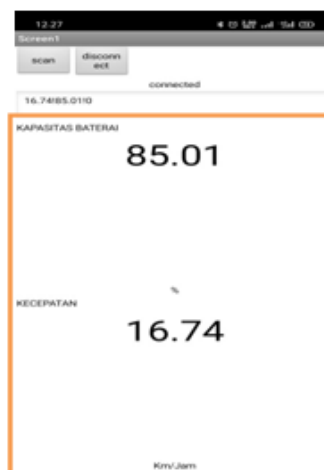 12.27
Screen1
scan
disconn
ect
connected
16.74!85.01!0
KAPASITAS BATERAI
85.01
%
KECEPATAN
16.74
Km/Jam